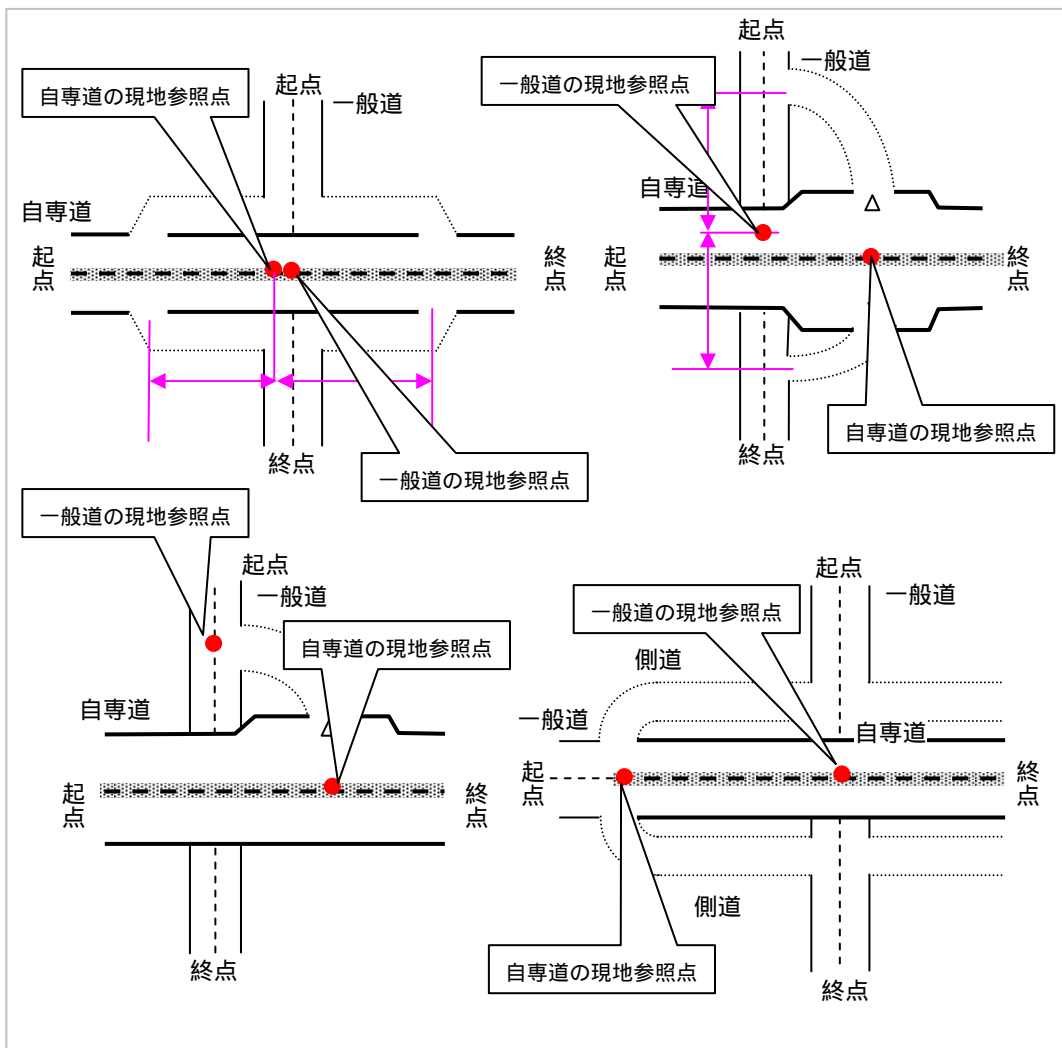 起点
一般道
自専道の現地参照点
自専道
起点
終点
終点
一般道の現地参照点
起点
一般道
一般道の現地参照点
自専道
起点
終点
自専道の現地参照点
終点
一般道の現地参照点
起点
一般道
自専道の現地参照点
自専道
起点
終点
終点
起点
一般道
一般道の現地参照点
側道
一般道
自専道
起点
終点
側道
自専道の現地参照点
終点